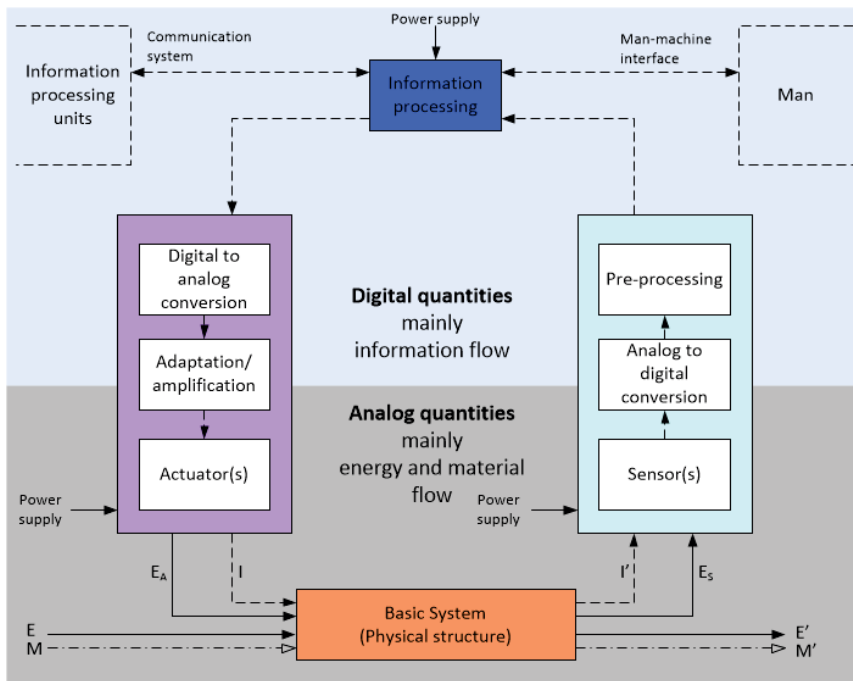 Power supply
Communication
system
Man-machine
interface
Information
processing
units
Information
processing
Man
Digital to
analog
conversion
Adaptation/
amplification
Actuator(s)
Digital quantities
mainly
information flow
Analog quantities
mainly
energy and material
flow
Pre-processing
Analog to
digital
conversion
Sensor(s)
Power
supply
Power
supply
E_A
I
I’
E_S
Basic System
(Physical structure)
E
M
E’
M’